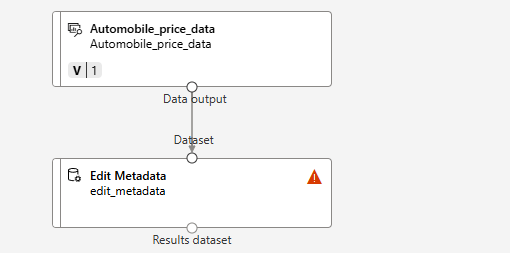 Automobile_price_data
Automobile_price_data
V 1
Data output
Dataset
Edit Metadata
edit_metadata
Results dataset